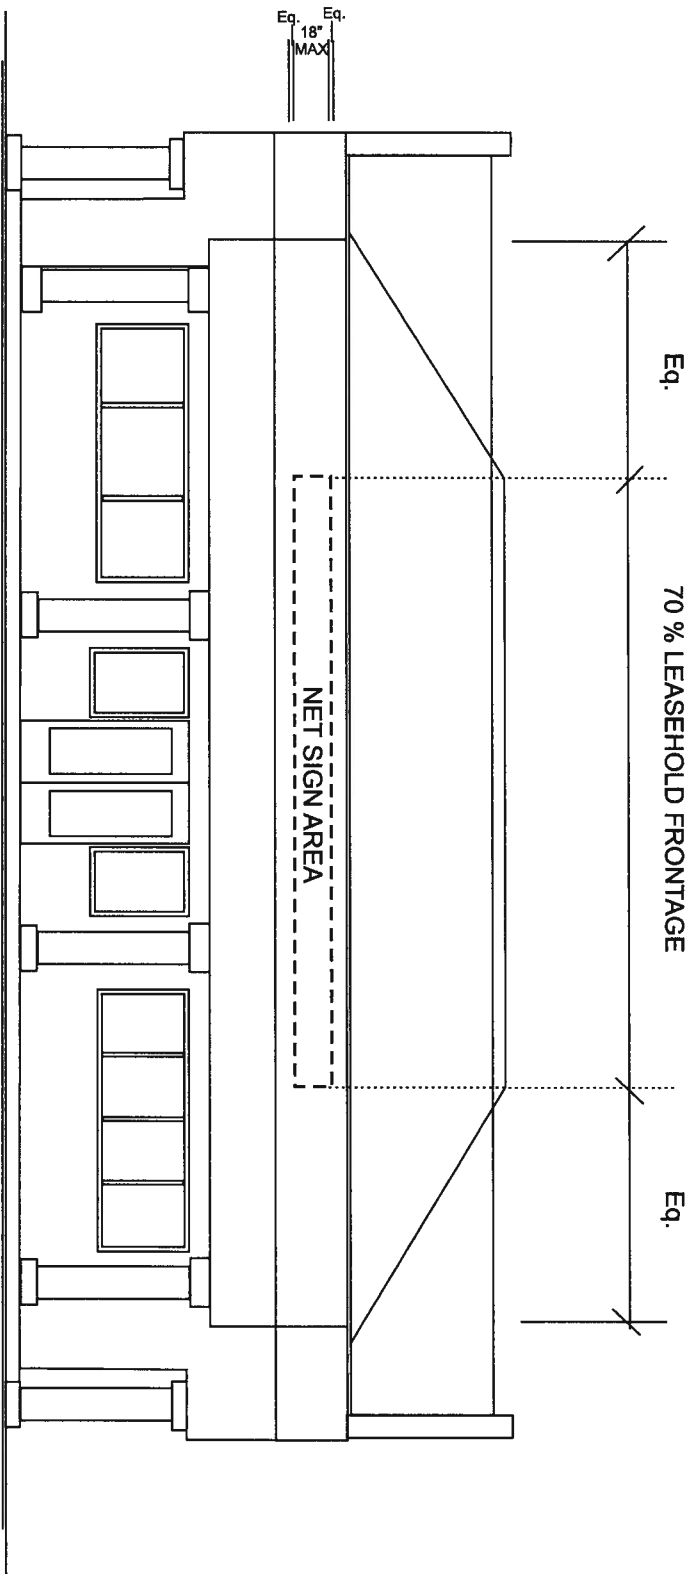 Eq.
Eq.
18"
MAX
Eq.
70 % LEASEHOLD FRONTAGE
Eq.
NET SIGN AREA